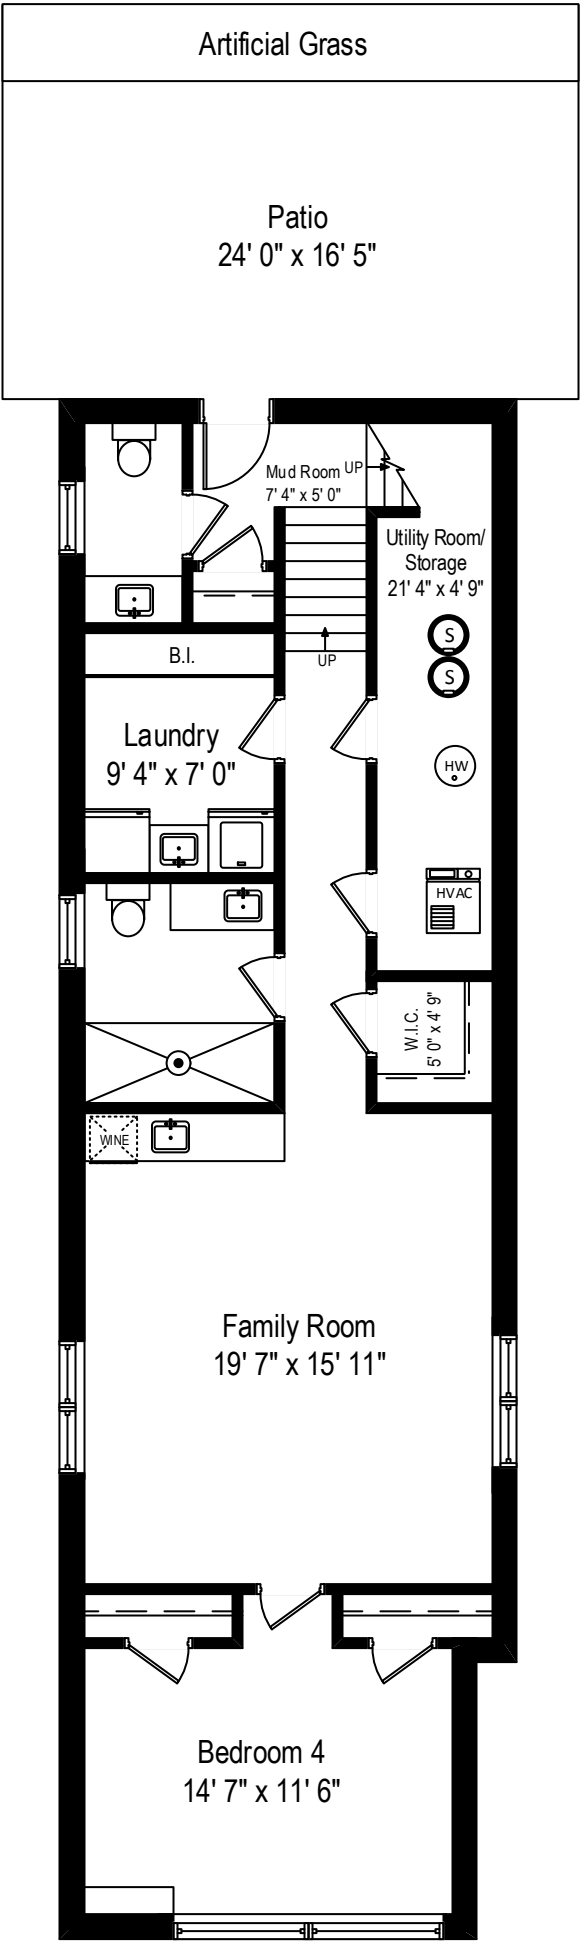 Artificial Grass
Patio
24' 0" x 16' 5"
Mud Room
7' 4" x 5' 0"
UP
Utility Room/
Storage
21' 4" x 4' 9"
S
S
UP
B.I.
Laundry
9' 4" x 7' 0"
HW
HVAC
W.I.C.
5' 0" x 4' 9"
WINE
Family Room
19' 7" x 15' 11"
Bedroom 4
14' 7" x 11' 6"